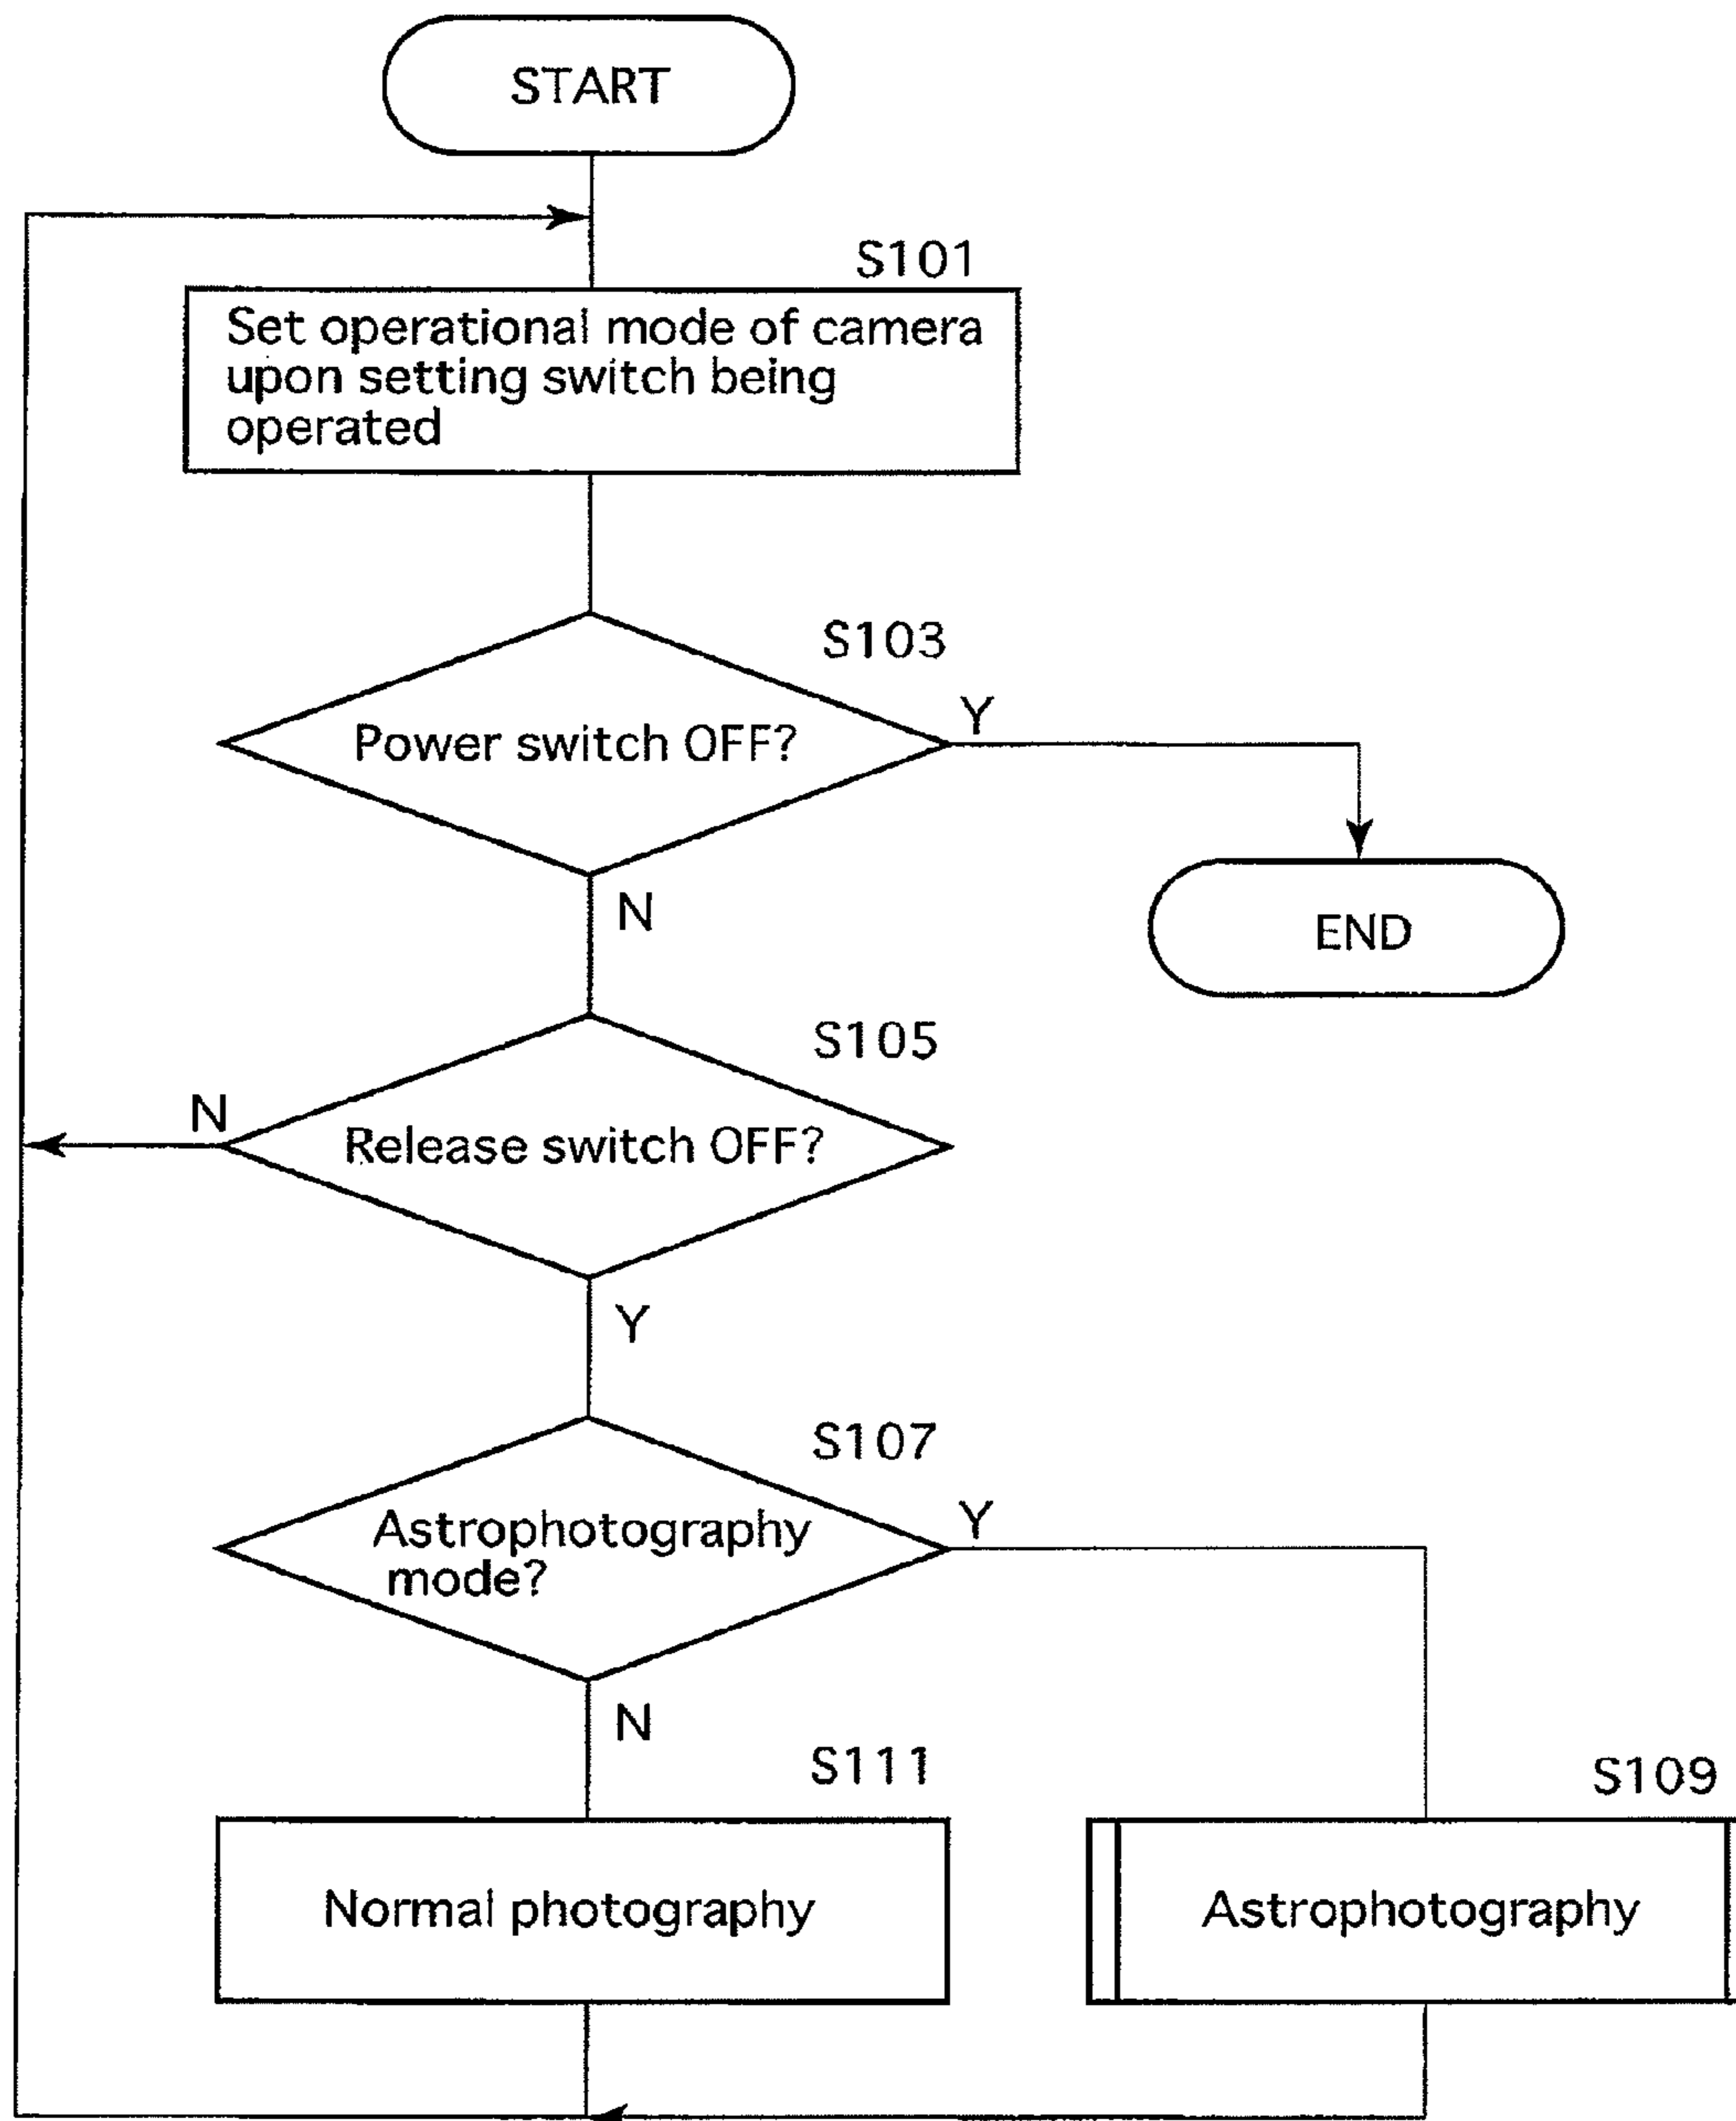 START
S101
Set operational mode of camera
upon setting switch being
operated
S103
Power switch OFF?
Y
N
END
S105
Release switch OFF?
N
Y
S107
Astrophotography
mode?
Y
N
S111
Normal photography
S109
Astrophotography